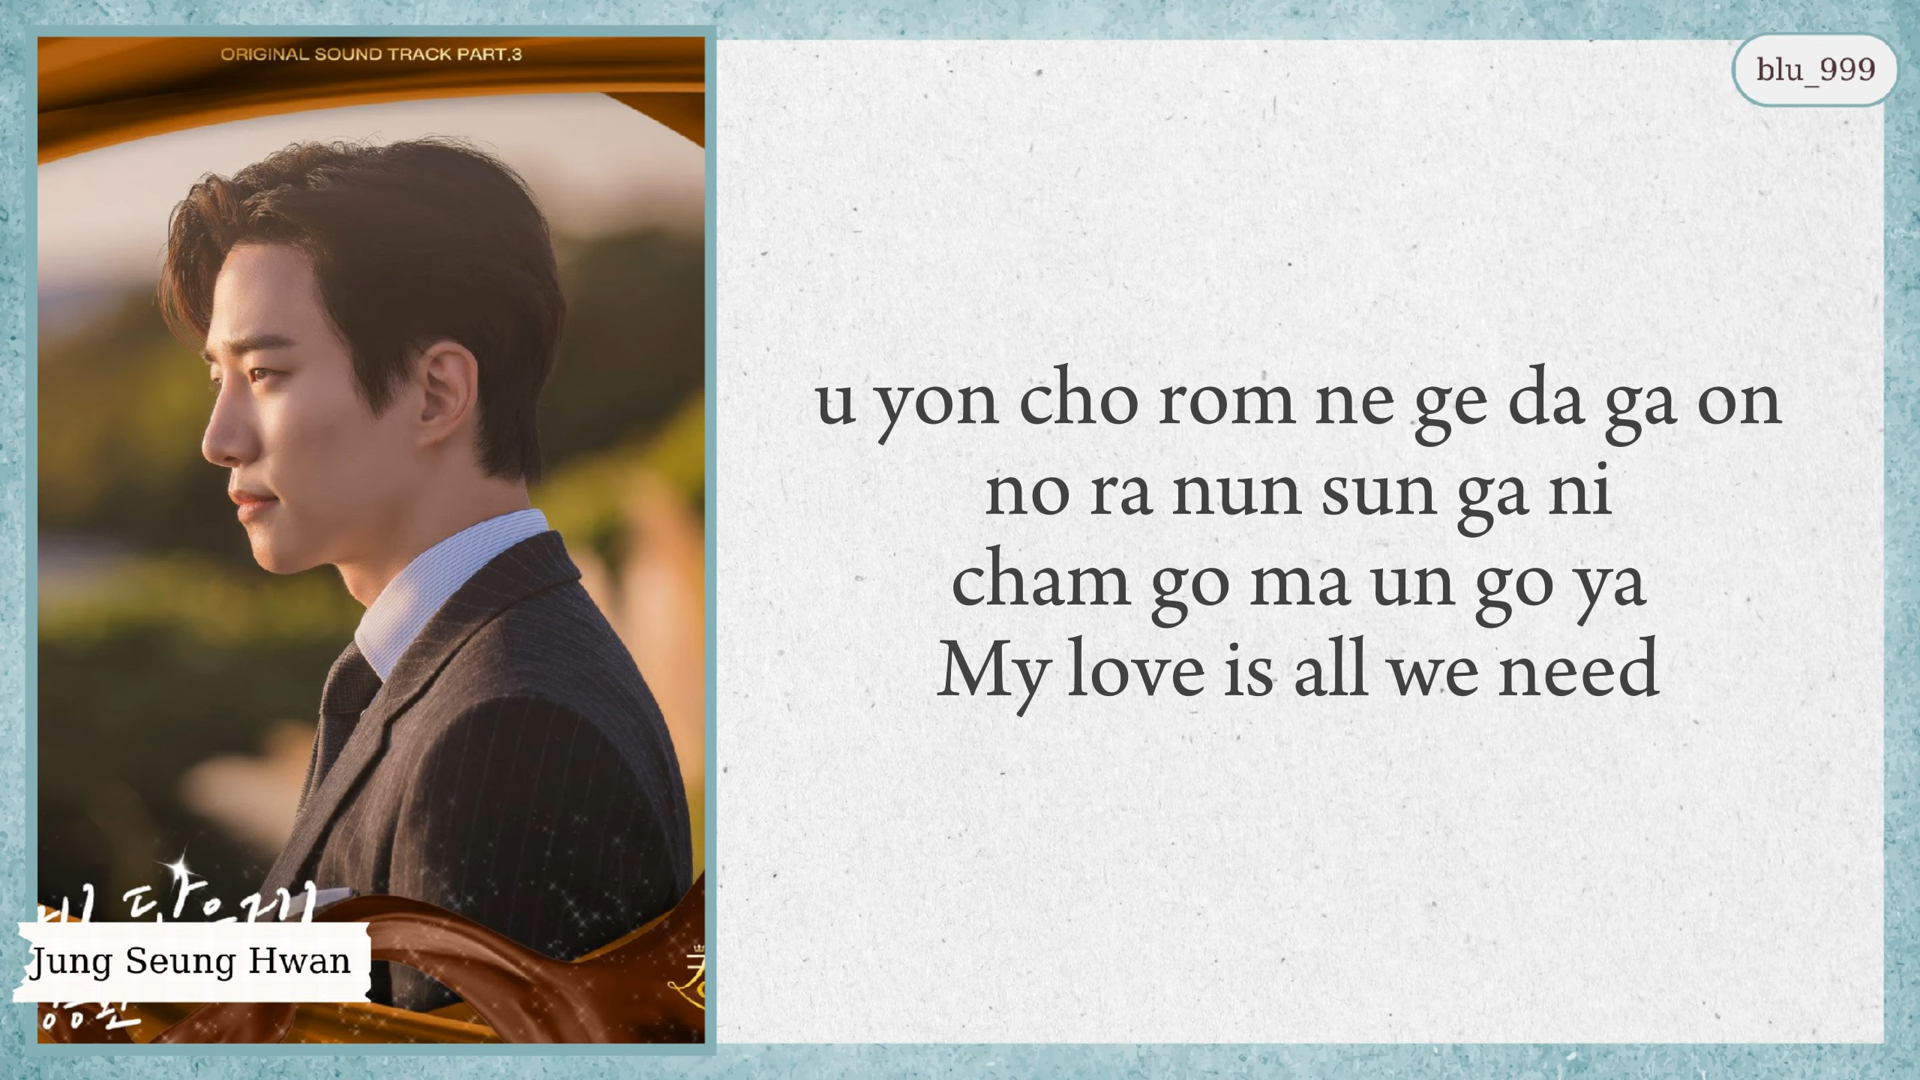 ORIGINAL SOUND TRACK PART.3
blu_999
u yon cho rom ne ge da ga on
no ra nun sun ga ni
cham go ma un go ya
My love is all we need
Jung Seung Hwan